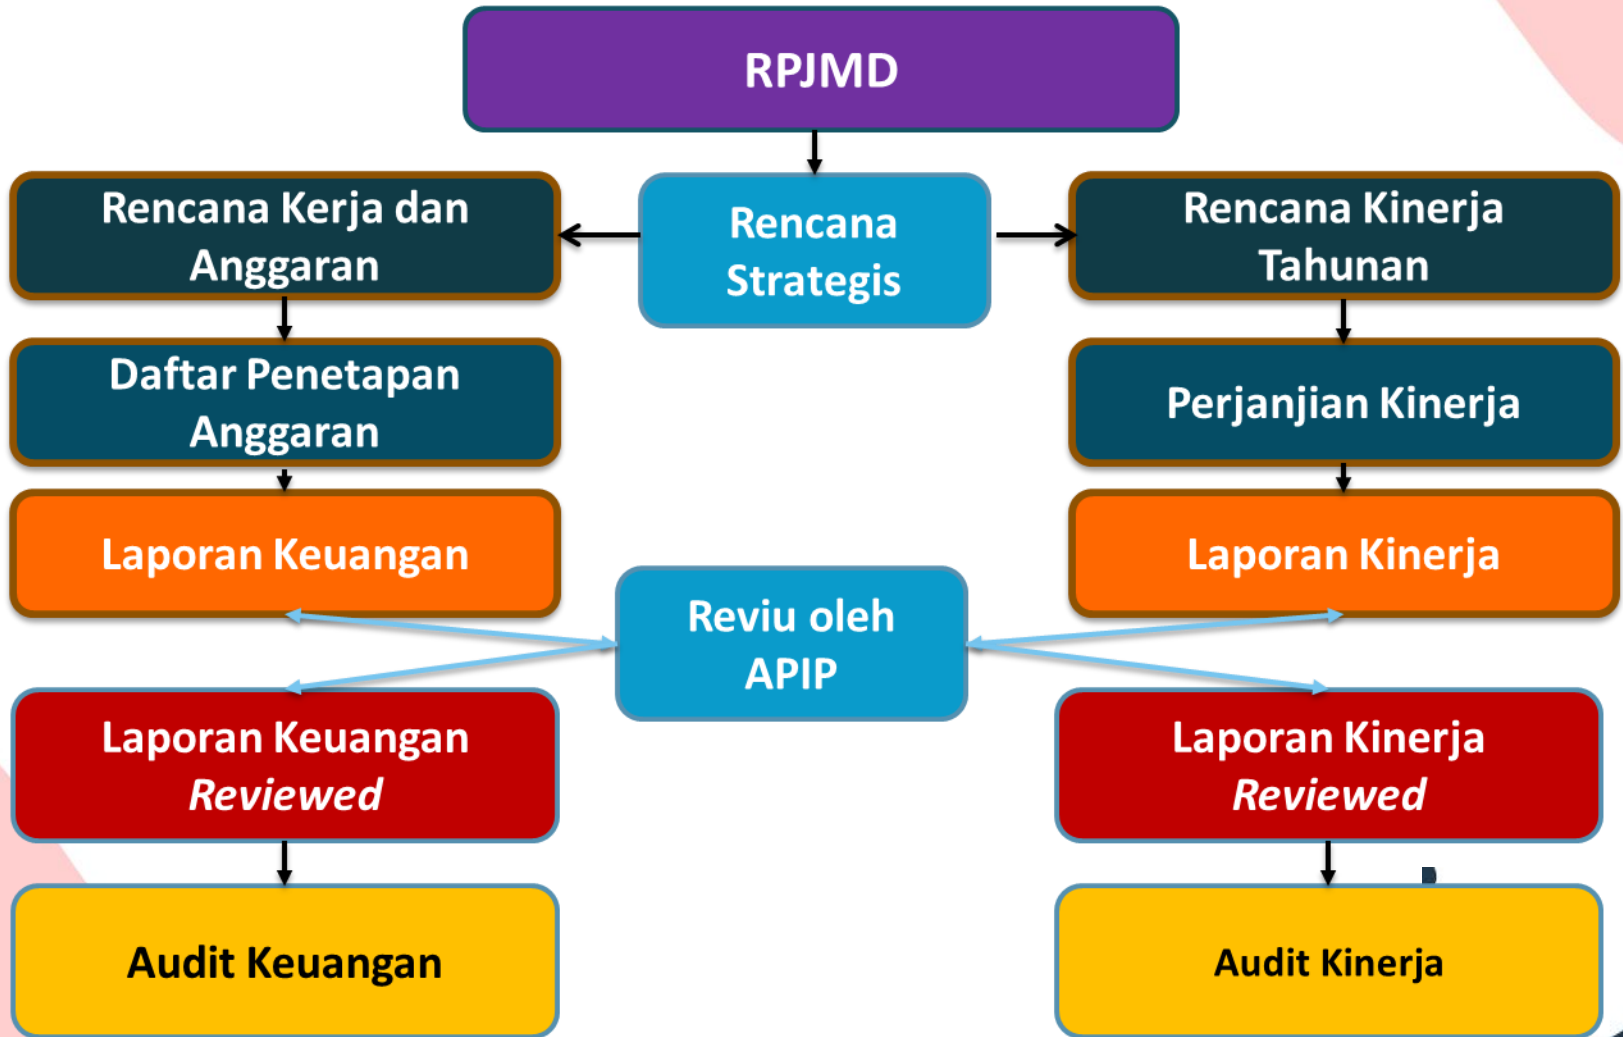 RPJMD
Rencana Kerja dan
Anggaran
Rencana
Strategis
Rencana Kinerja
Tahunan
Daftar Penetapan
Anggaran
Perjanjian Kinerja
Laporan Keuangan
Laporan Kinerja
Reviu oleh
APIP
Laporan Keuangan
Reviewed
Laporan Kinerja
Reviewed
Audit Keuangan
Audit Kinerja